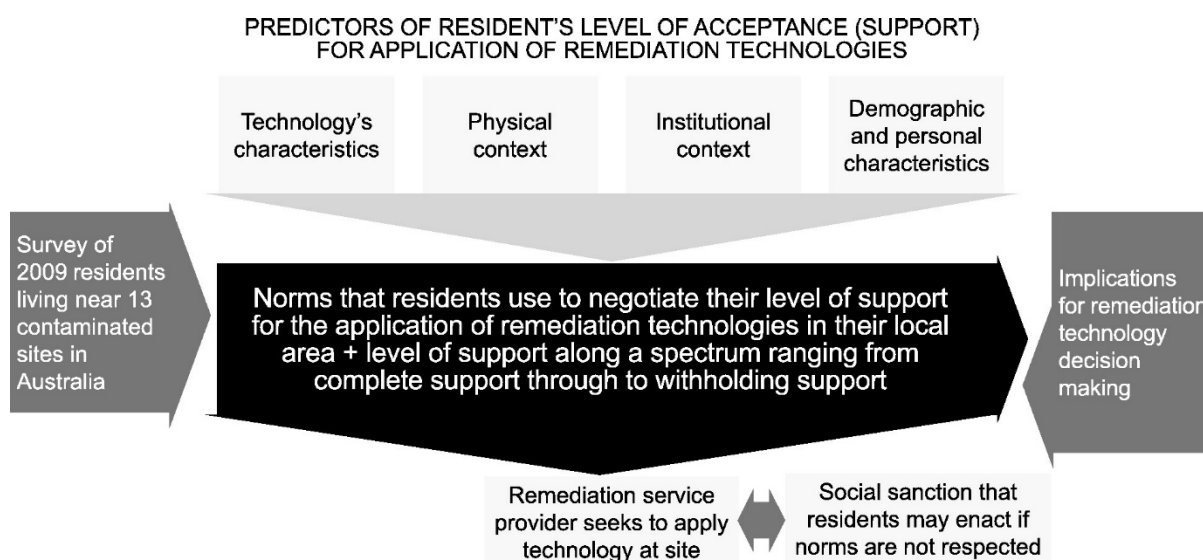 PREDICTORS OF RESIDENT'S LEVEL OF ACCEPTANCE (SUPPORT)
FOR APPLICATION OF REMEDIATION TECHNOLOGIES
Technology's
characteristics
Physical
context
Institutional
context
Demographic
and personal
characteristics
Survey of
2009 residents
living near 13
contaminated
sites in
Australia
Norms that residents use to negotiate their level of support
for the application of remediation technologies in their local
area + level of support along a spectrum ranging from
complete support through to withholding support
Implications
for remediation
technology
decision
making
Remediation service
provider seeks to apply
technology at site
Social sanction that
residents may enact if
norms are not respected